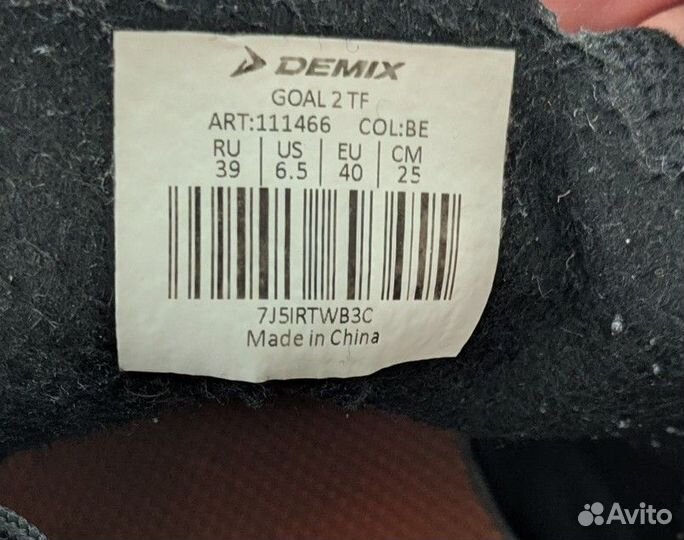 DEMIX
GOAL 2 TF
ART:111466 COL:BE
RU US EU CM
39 6.5 40 25
7J5IRTWB3C
Made in China
Avito